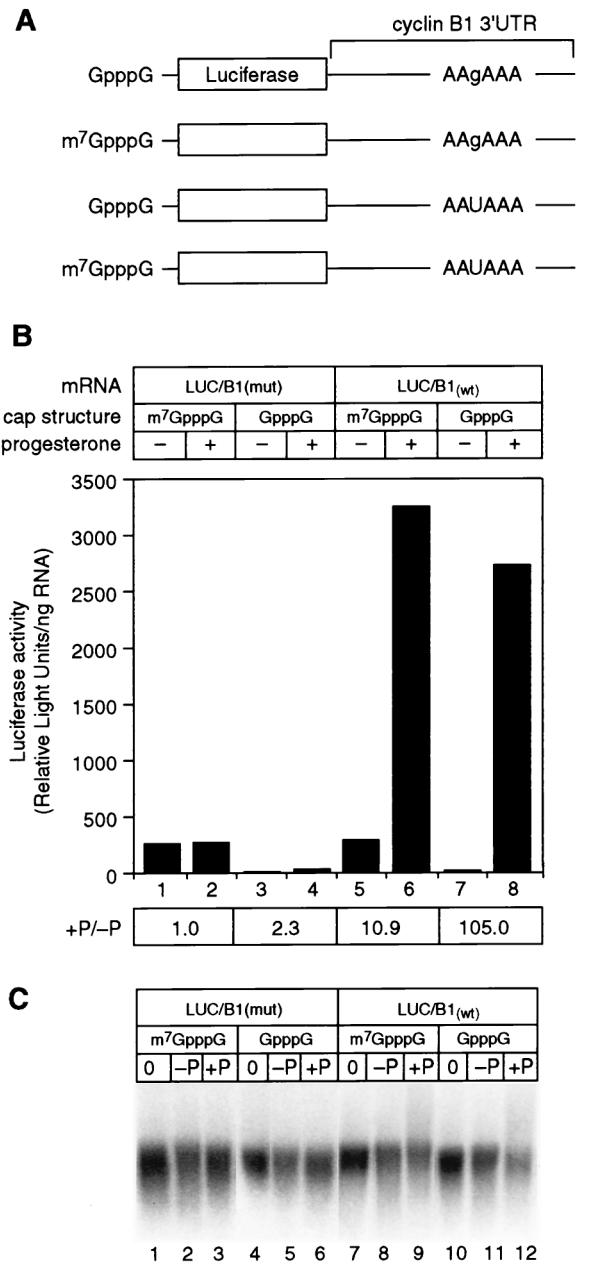 A
cyclin B1 3'UTR
GpppG Luciferase AAgAAA
m7GpppG AAgAAA
GpppG AAUAAA
m7GpppG AAUAAA
B
mRNA LUC/B1(mut) LUC/B1(wt)
cap structure m7GpppG GpppG m7GpppG GpppG
progesterone – + – + – + – +
Luciferase activity
(Relative Light Units/ng RNA)
3500
3000
2500
2000
1500
1000
500
0
1 2 3 4 5 6 7 8
+P/–P 1.0 2.3 10.9 105.0
C
LUC/B1(mut) LUC/B1(wt)
m7GpppG GpppG m7GpppG GpppG
0 –P +P 0 –P +P 0 –P +P 0 –P +P
1 2 3 4 5 6 7 8 9 10 11 12